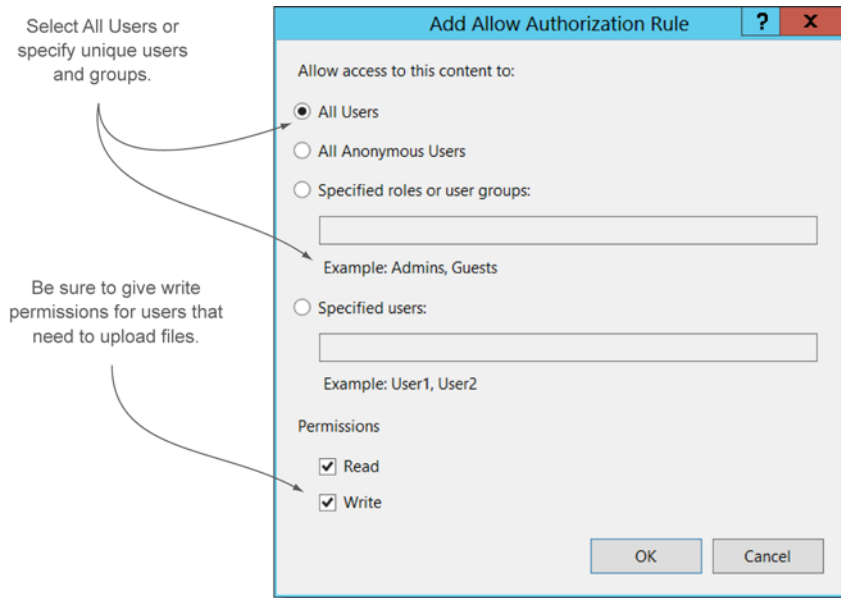 Select All Users or
specify unique users
and groups.
Be sure to give write
permissions for users that
need to upload files.
Add Allow Authorization Rule
?
x
Allow access to this content to:
All Users
All Anonymous Users
Specified roles or user groups:
Example: Admins, Guests
Specified users:
Example: User1, User2
Permissions
Read
Write
OK
Cancel